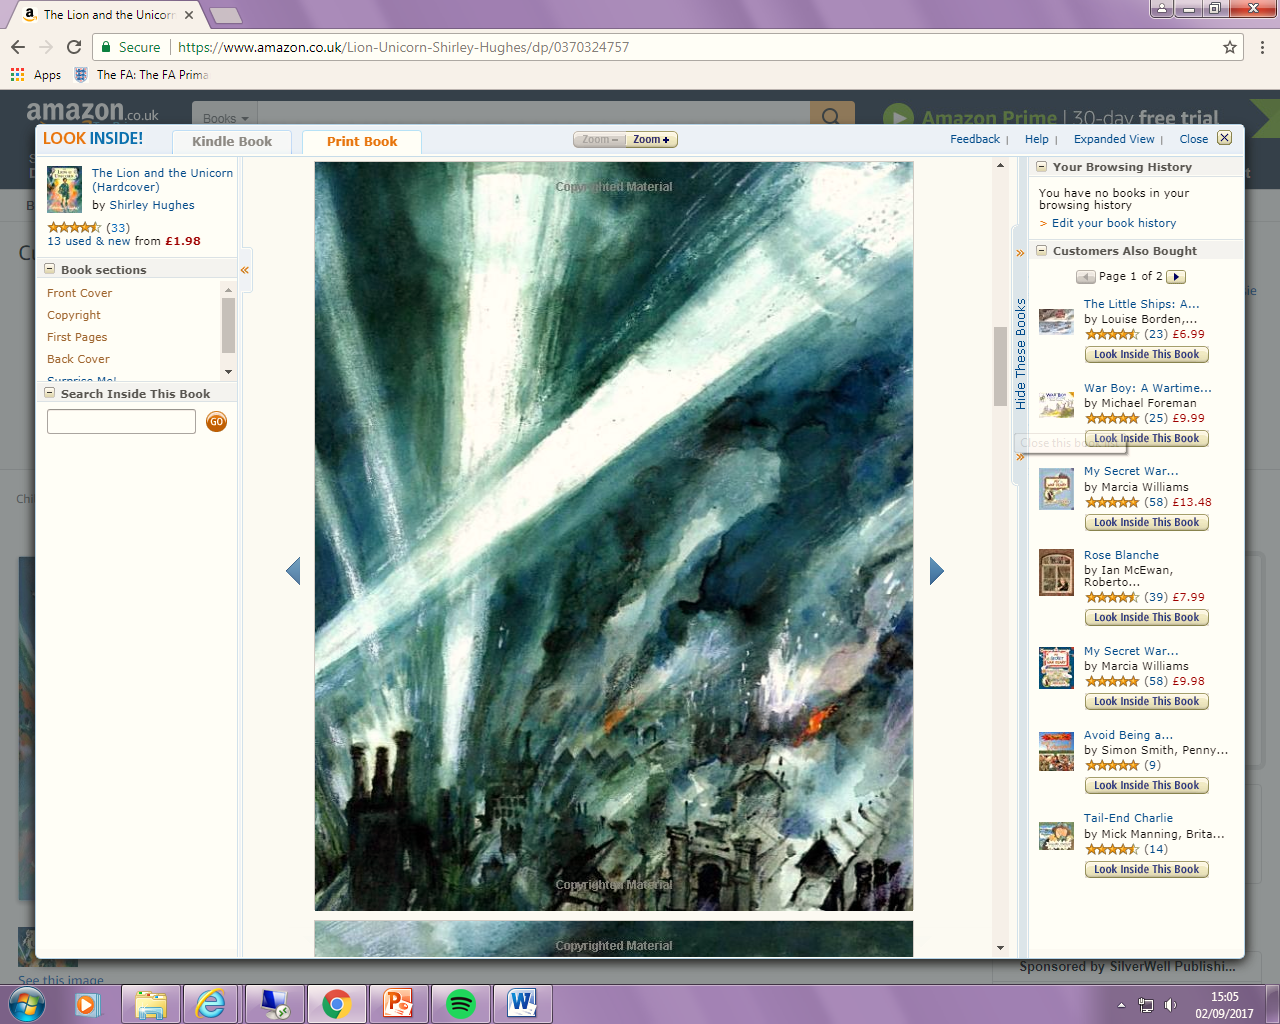 The Lion and the Unicorn
Secure
https://www.amazon.co.uk/Lion-Unicorn-Shirley-Hughes/dp/0370324757
Apps
The FA: The FA Prima
amazon.co.uk
Books
Amazon Prime | 30-day free trial
LOOK INSIDE!
Kindle Book
Print Book
Zoom −
Zoom +
Feedback |
Help |
Expanded View |
Close
The Lion and the Unicorn
(Hardcover)
by Shirley Hughes
(33)
13 used & new from £1.98
Book sections
Front Cover
Copyright
First Pages
Back Cover
Surprise Me!
Search Inside This Book
GO
Copyrighted Material
Copyrighted Material
Copyrighted Material
Hide These Books
Close this book
Your Browsing History
You have no books in your
browsing history
> Edit your book history
Customers Also Bought
Page 1 of 2
The Little Ships: A...
by Louise Borden,...
(23) £6.99
Look Inside This Book
War Boy: A Wartime...
by Michael Foreman
(25) £9.99
Look Inside This Book
My Secret War...
by Marcia Williams
(58) £13.48
Look Inside This Book
Rose Blanche
by Ian McEwan,
Roberto...
(39) £7.99
Look Inside This Book
My Secret War...
by Marcia Williams
(58) £9.98
Look Inside This Book
Avoid Being a...
by Simon Smith, Penny...
(9)
Look Inside This Book
Tail-End Charlie
by Mick Manning, Brita...
(14)
Look Inside This Book
See this image
Sponsored by SilverWell Publishi...
15:05
02/09/2017